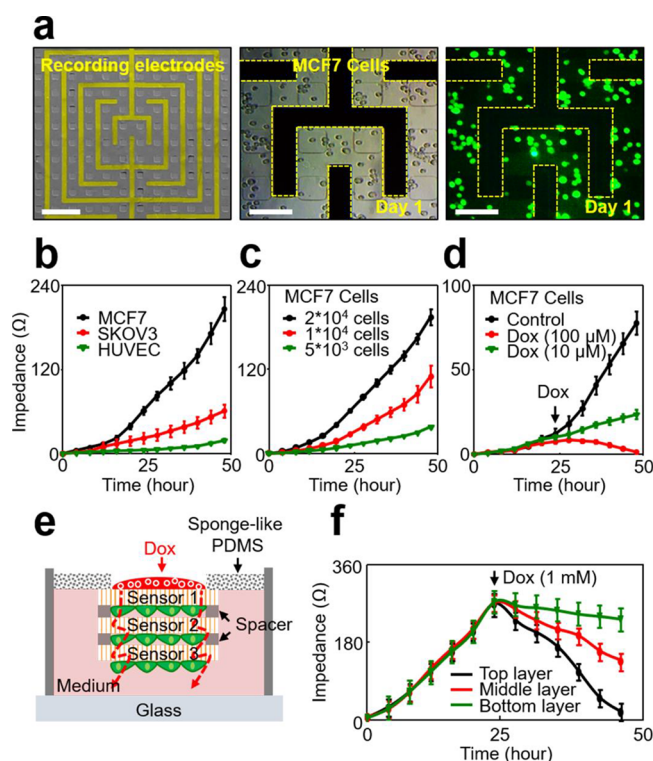 a
Recording electrodes
MCF7 Cells
Day 1
Day 1
b
240
120
0
Impedance (Ω)
MCF7
SKOV3
HUVEC
0
25
50
Time (hour)
c
MCF7 Cells
240
120
0
2*10⁴ cells
1*10⁴ cells
5*10³ cells
0
25
50
Time (hour)
d
MCF7 Cells
100
50
0
Control
Dox (100 µM)
Dox (10 µM)
Dox
0
25
50
Time (hour)
e
Sponge-like
PDMS
Dox
Sensor 1
Sensor 2
Spacer
Sensor 3
Medium
Glass
f
360
180
0
Impedance (Ω)
Dox (1 mM)
Top layer
Middle layer
Bottom layer
0
25
50
Time (hour)